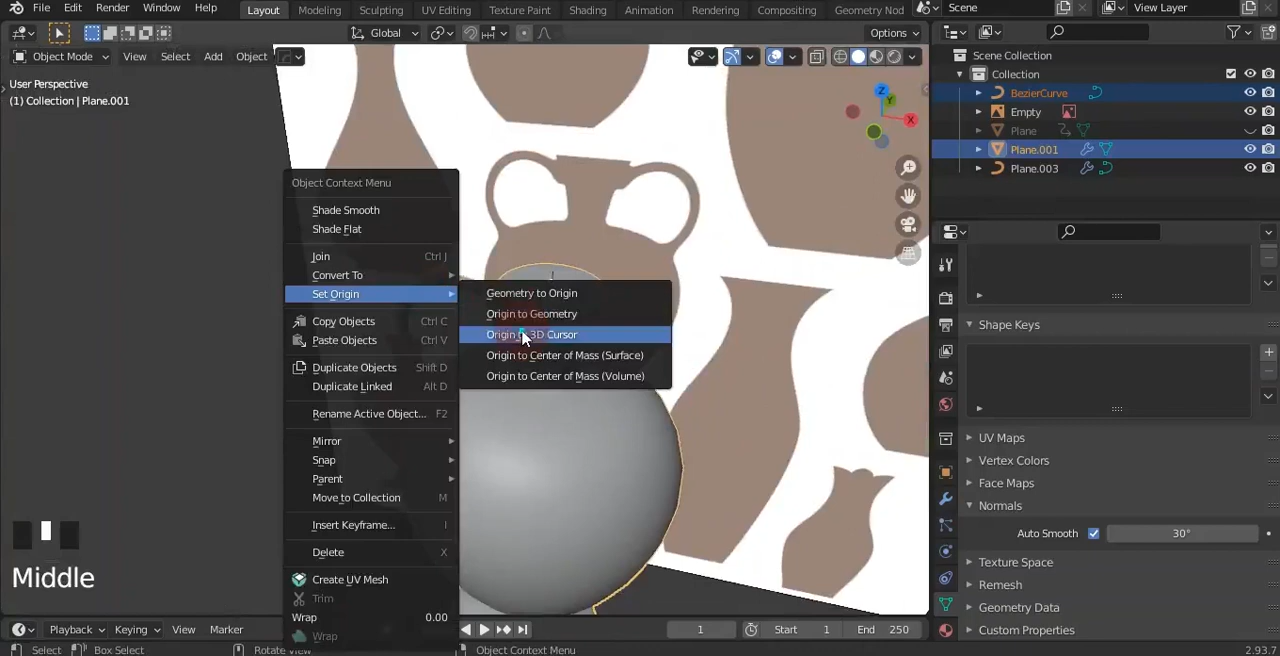 File Edit Render Window Help Layout Modeling Sculpting UV Editing Texture Paint Shading Animation Rendering Compositing Geometry Nod Scene View Layer
Global Options
Object Mode View Select Add Object
User Perspective
(1) Collection | Plane.001
Z
Y
X
Scene Collection
Collection
BezierCurve
Empty
Plane
Plane.001
Plane.003
Object Context Menu
Shade Smooth
Shade Flat
Join Ctrl J
Convert To
Set Origin
Copy Objects Ctrl C
Paste Objects Ctrl V
Duplicate Objects Shift D
Duplicate Linked Alt D
Rename Active Object... F2
Mirror
Snap
Parent
Move to Collection M
Insert Keyframe... I
Delete X
Create UV Mesh
Trim
Wrap 0.00
Wrap
Geometry to Origin
Origin to Geometry
Origin to 3D Cursor
Origin to Center of Mass (Surface)
Origin to Center of Mass (Volume)
Shape Keys
UV Maps
Vertex Colors
Face Maps
Normals
Auto Smooth 30°
Texture Space
Remesh
Geometry Data
Custom Properties
Middle
Playback Keying View Marker 1 Start 1 End 250
Select Box Select Rotate View Object Context Menu 2.93.7